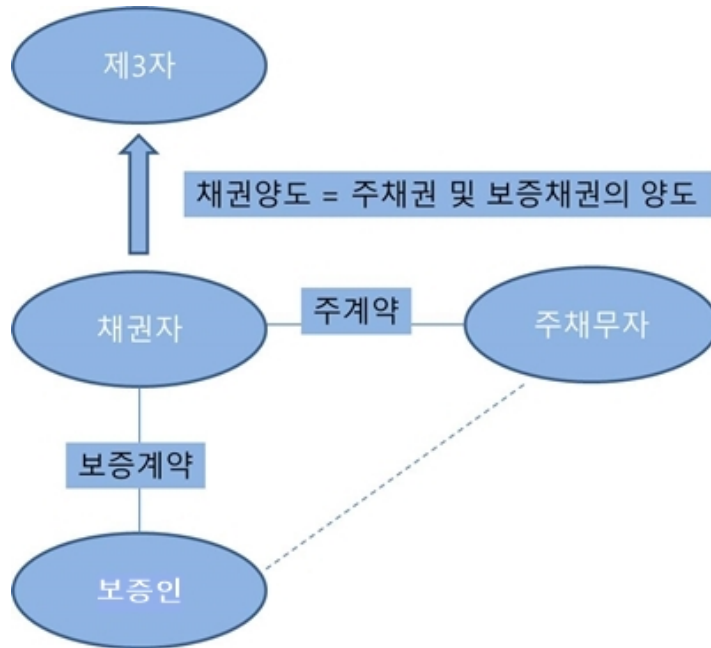 제3자
채권양도 = 주채권 및 보증채권의 양도
채권자
주계약
주채무자
보증계약
보증인